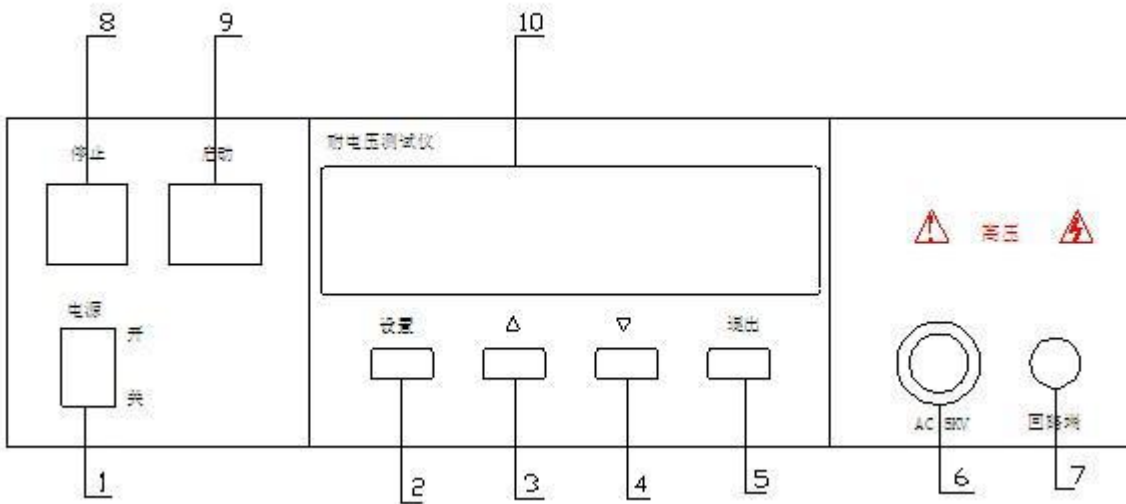 8 9 10
耐电压测试仪
停止 启动
高压
电源
开
关
设置 △ ▽ 退出
AC 5KV 回路端
1 2 3 4 5 6 7